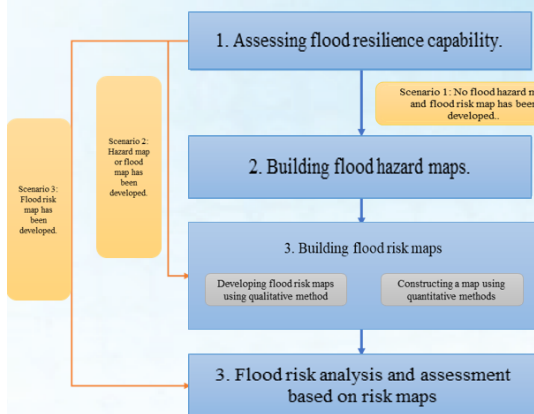 1. Assessing flood resilience capability.
Scenario 1: No flood hazard
and flood risk map has been
developed..
Scenario 2:
Hazard map
or flood
map has
been
developed.
Scenario 3:
Flood risk
map has
been
developed.
2. Building flood hazard maps.
3. Building flood risk maps
Developing flood risk maps
using qualitative method
Constructing a map using
quantitative methods
3. Flood risk analysis and assessment
based on risk maps